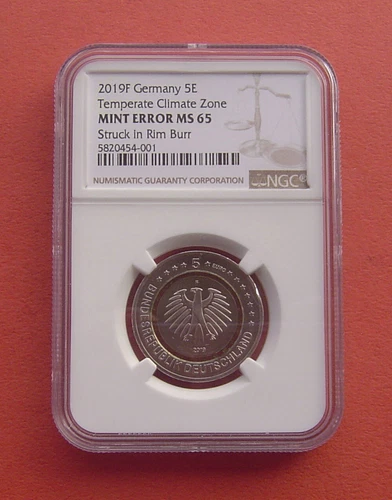 2019F Germany 5E
Temperate Climate Zone
MINT ERROR MS 65
Struck in Rim Burr
5820454-001
NUMISMATIC GUARANTY CORPORATION
NGC®
5 EURO
F
2019
BUNDESREPUBLIK DEUTSCHLAND